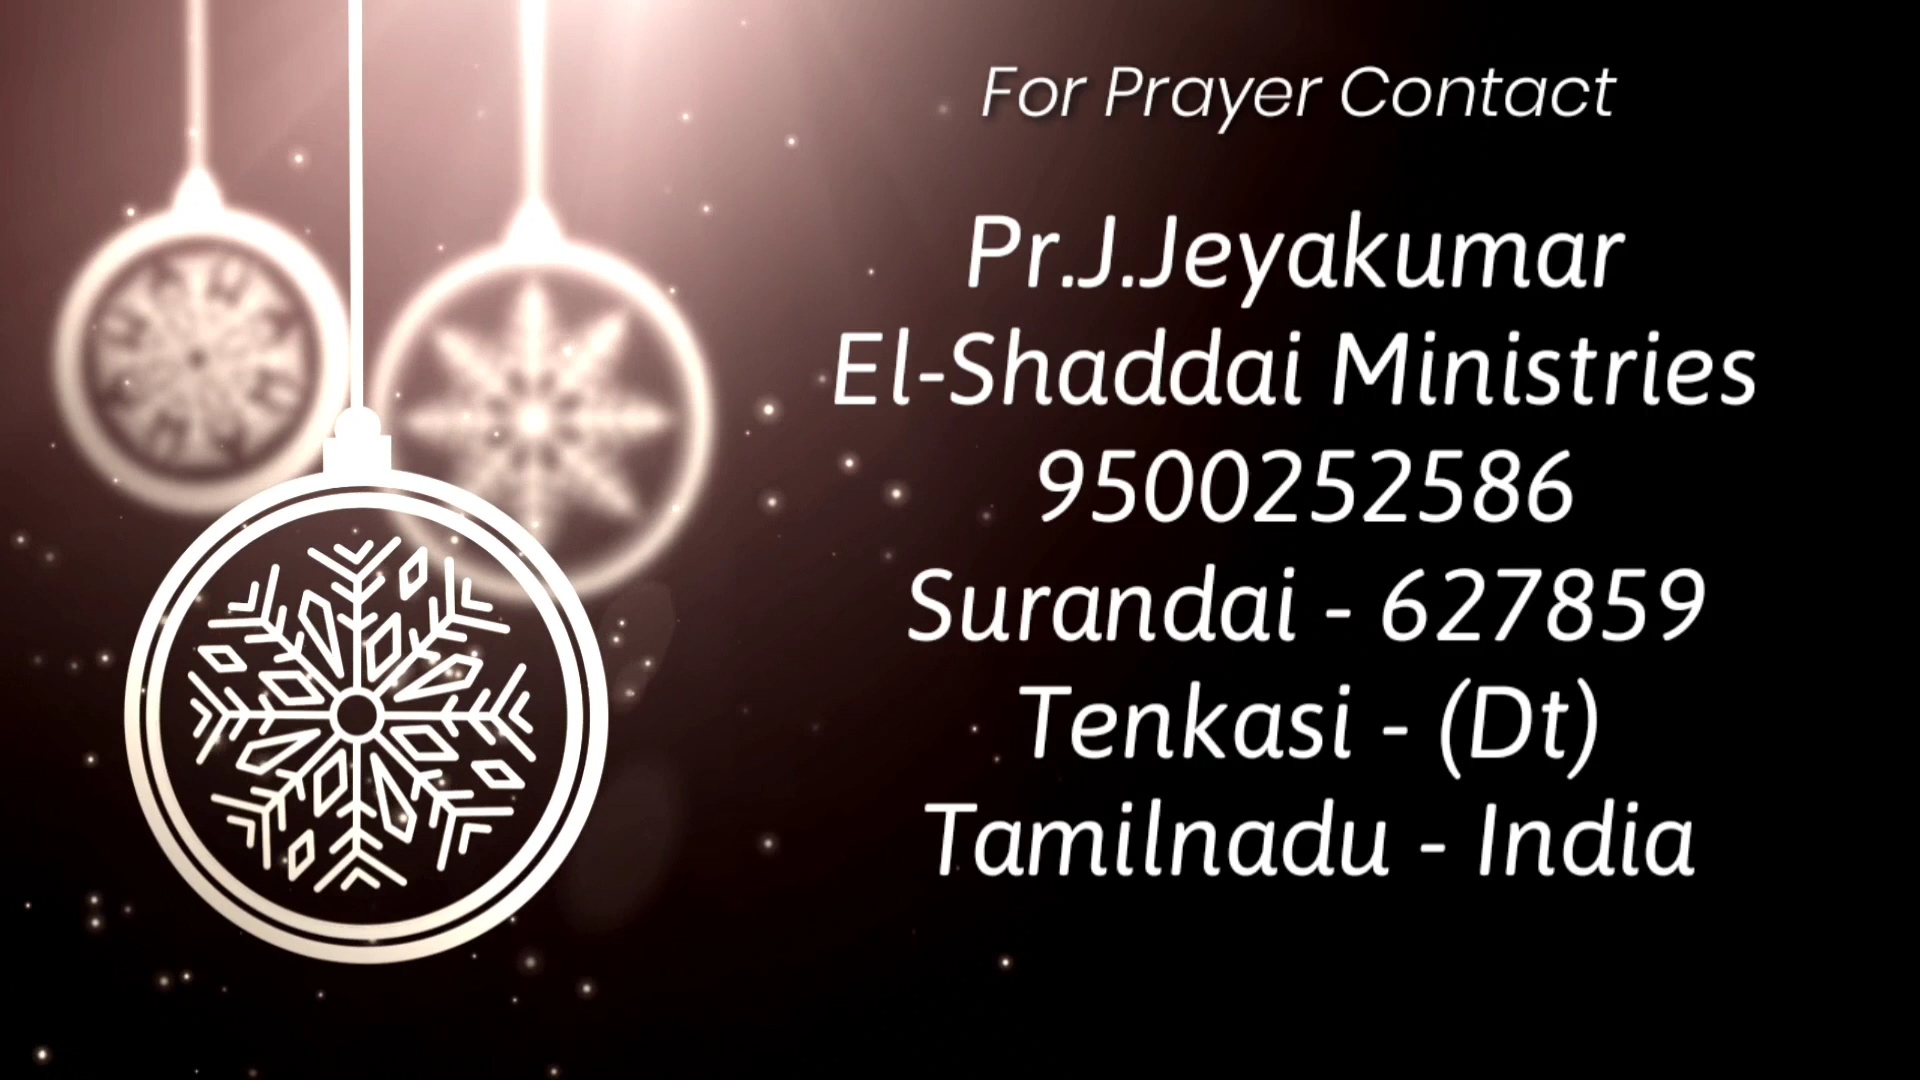 For Prayer Contact
Pr.J.Jeyakumar
El-Shaddai Ministries
9500252586
Surandai - 627859
Tenkasi - (Dt)
Tamilnadu - India